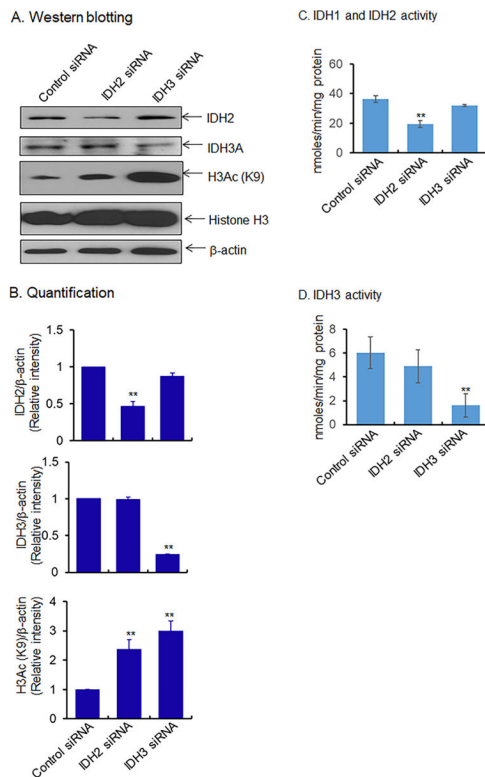 A. Western blotting
Control siRNA
IDH2 siRNA
IDH3 siRNA
IDH2
IDH3A
H3Ac (K9)
Histone H3
β-actin
B. Quantification
IDH2/β-actin
(Relative intensity)
1.5
1
0.5
0
**
IDH3/β-actin
(Relative intensity)
1.5
1
0.5
0
**
H3Ac (K9)/β-actin
(Relative intensity)
4
3
2
1
0
**
**
Control siRNA
IDH2 siRNA
IDH3 siRNA
C. IDH1 and IDH2 activity
nmoles/min/mg protein
60
40
20
0
**
Control siRNA
IDH2 siRNA
IDH3 siRNA
D. IDH3 activity
nmoles/min/mg protein
8
6
4
2
0
**
Control siRNA
IDH2 siRNA
IDH3 siRNA